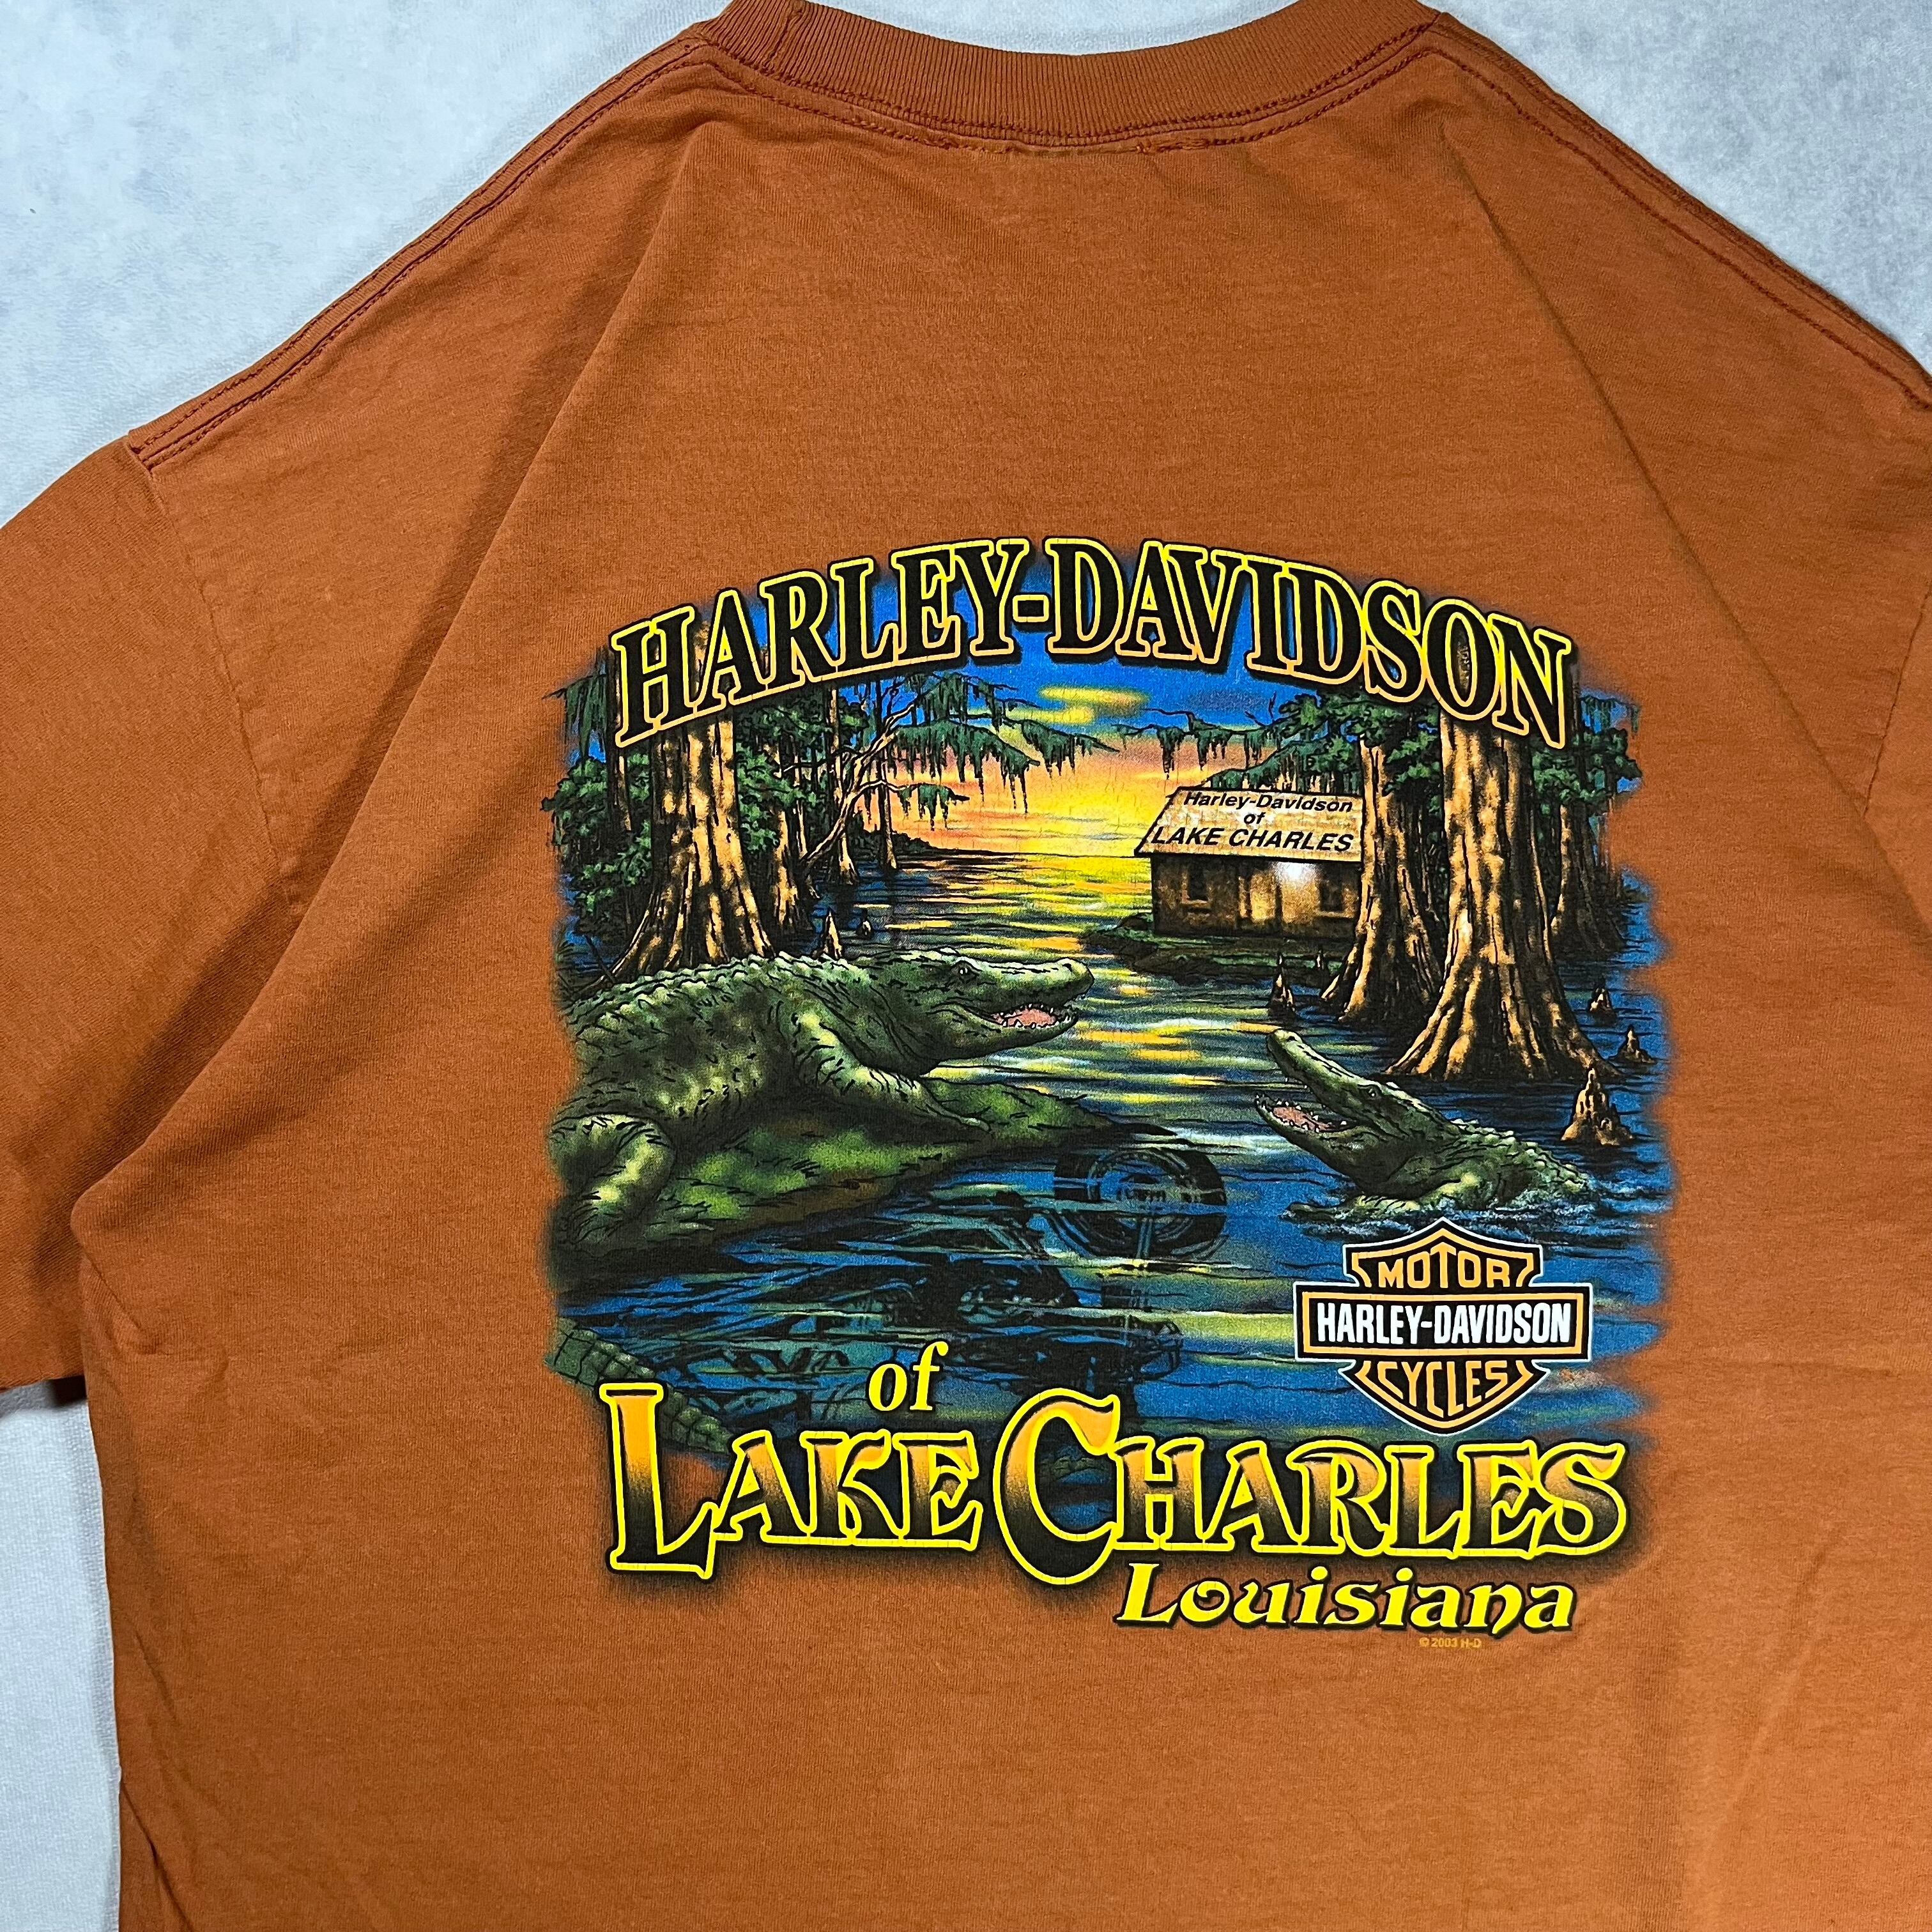 HARLEY-DAVIDSON
Harley-Davidson
of
LAKE CHARLES
MOTOR
HARLEY-DAVIDSON
CYCLES
of
LAKE CHARLES
Louisiana
© 2003 H-D